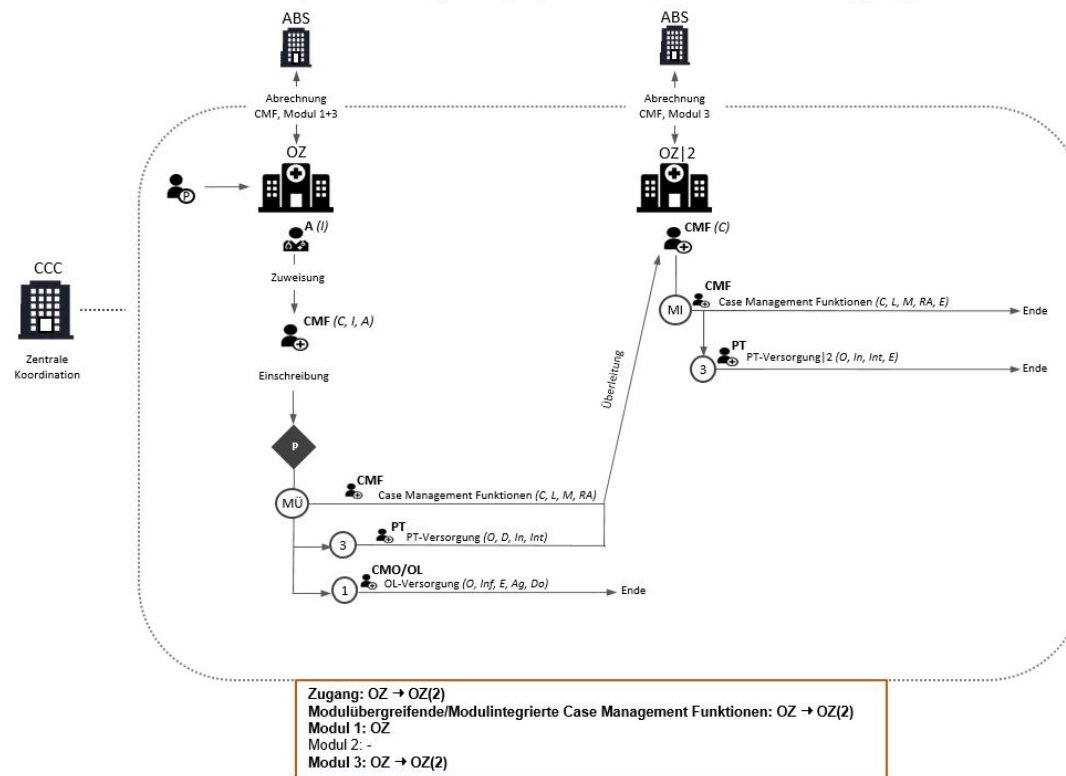 ABS
Abrechnung
CMF, Modul 1+3
OZ
P
A (I)
Zuweisung
CMF (C, I, A)
Einschreibung
P
MÜ
CMF
Case Management Funktionen (C, L, M, RA)
3
PT
PT-Versorgung (O, D, In, Int)
1
CMO/OL
OL-Versorgung (O, Inf, E, Ag, Do)
Ende
Überleitung
ABS
Abrechnung
CMF, Modul 3
OZ|2
CMF (C)
MI
CMF
Case Management Funktionen (C, L, M, RA, E)
Ende
3
PT
PT-Versorgung|2 (O, In, Int, E)
Ende
CCC
Zentrale
Koordination
Zugang: OZ → OZ(2)
Modulübergreifende/Modulintegrierte Case Management Funktionen: OZ → OZ(2)
Modul 1: OZ
Modul 2: -
Modul 3: OZ → OZ(2)